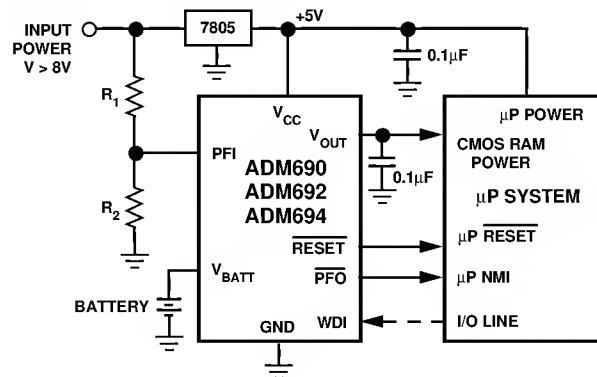 INPUT
POWER
V > 8V
7805
+5V
0.1μF
R1
R2
VCC
PFI
VOUT
ADM690
ADM692
ADM694
RESET
PFO
VBATT
GND
WDI
BATTERY
0.1μF
μP POWER
CMOS RAM
POWER
μP SYSTEM
μP RESET
μP NMI
I/O LINE